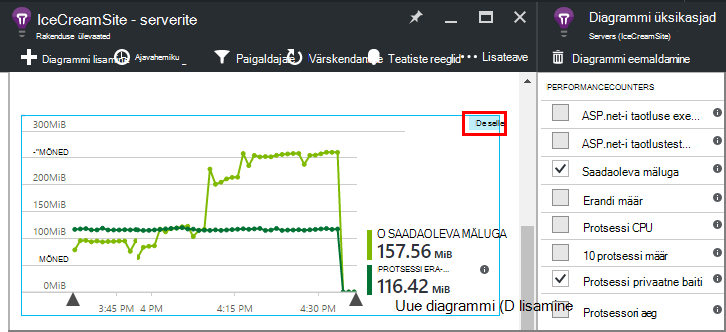 IceCreamSite - serverite
Rakenduse ülevaated
Diagrammi lisamine
Ajavahemiku
Paigaldajate
Värskendamine
Teatiste reeglid
Lisateave
300MiB
-"MÕNED
200MiB
150MiB
100MiB
MÕNED
0MiB
3:45 PM
4 PM
4:15 PM
4:30 PM
O SAADAOLEVA MÄLUGA
157.56 MiB
PROTSESSI ERA-...
116.42 MiB
Uue diagrammi (D lisamine
Diagrammi üksikasjad
Servers (IceCreamSite)
Diagrammi eemaldamine
PERFORMANCECOUNTERS
ASP.net-i taotluse exe...
ASP.net-i taotlustest...
Saadaoleva mäluga
Erandi määr
Protsessi CPU
10 protsessi määr
Protsessi privaatne baiti
Protsessori aeg